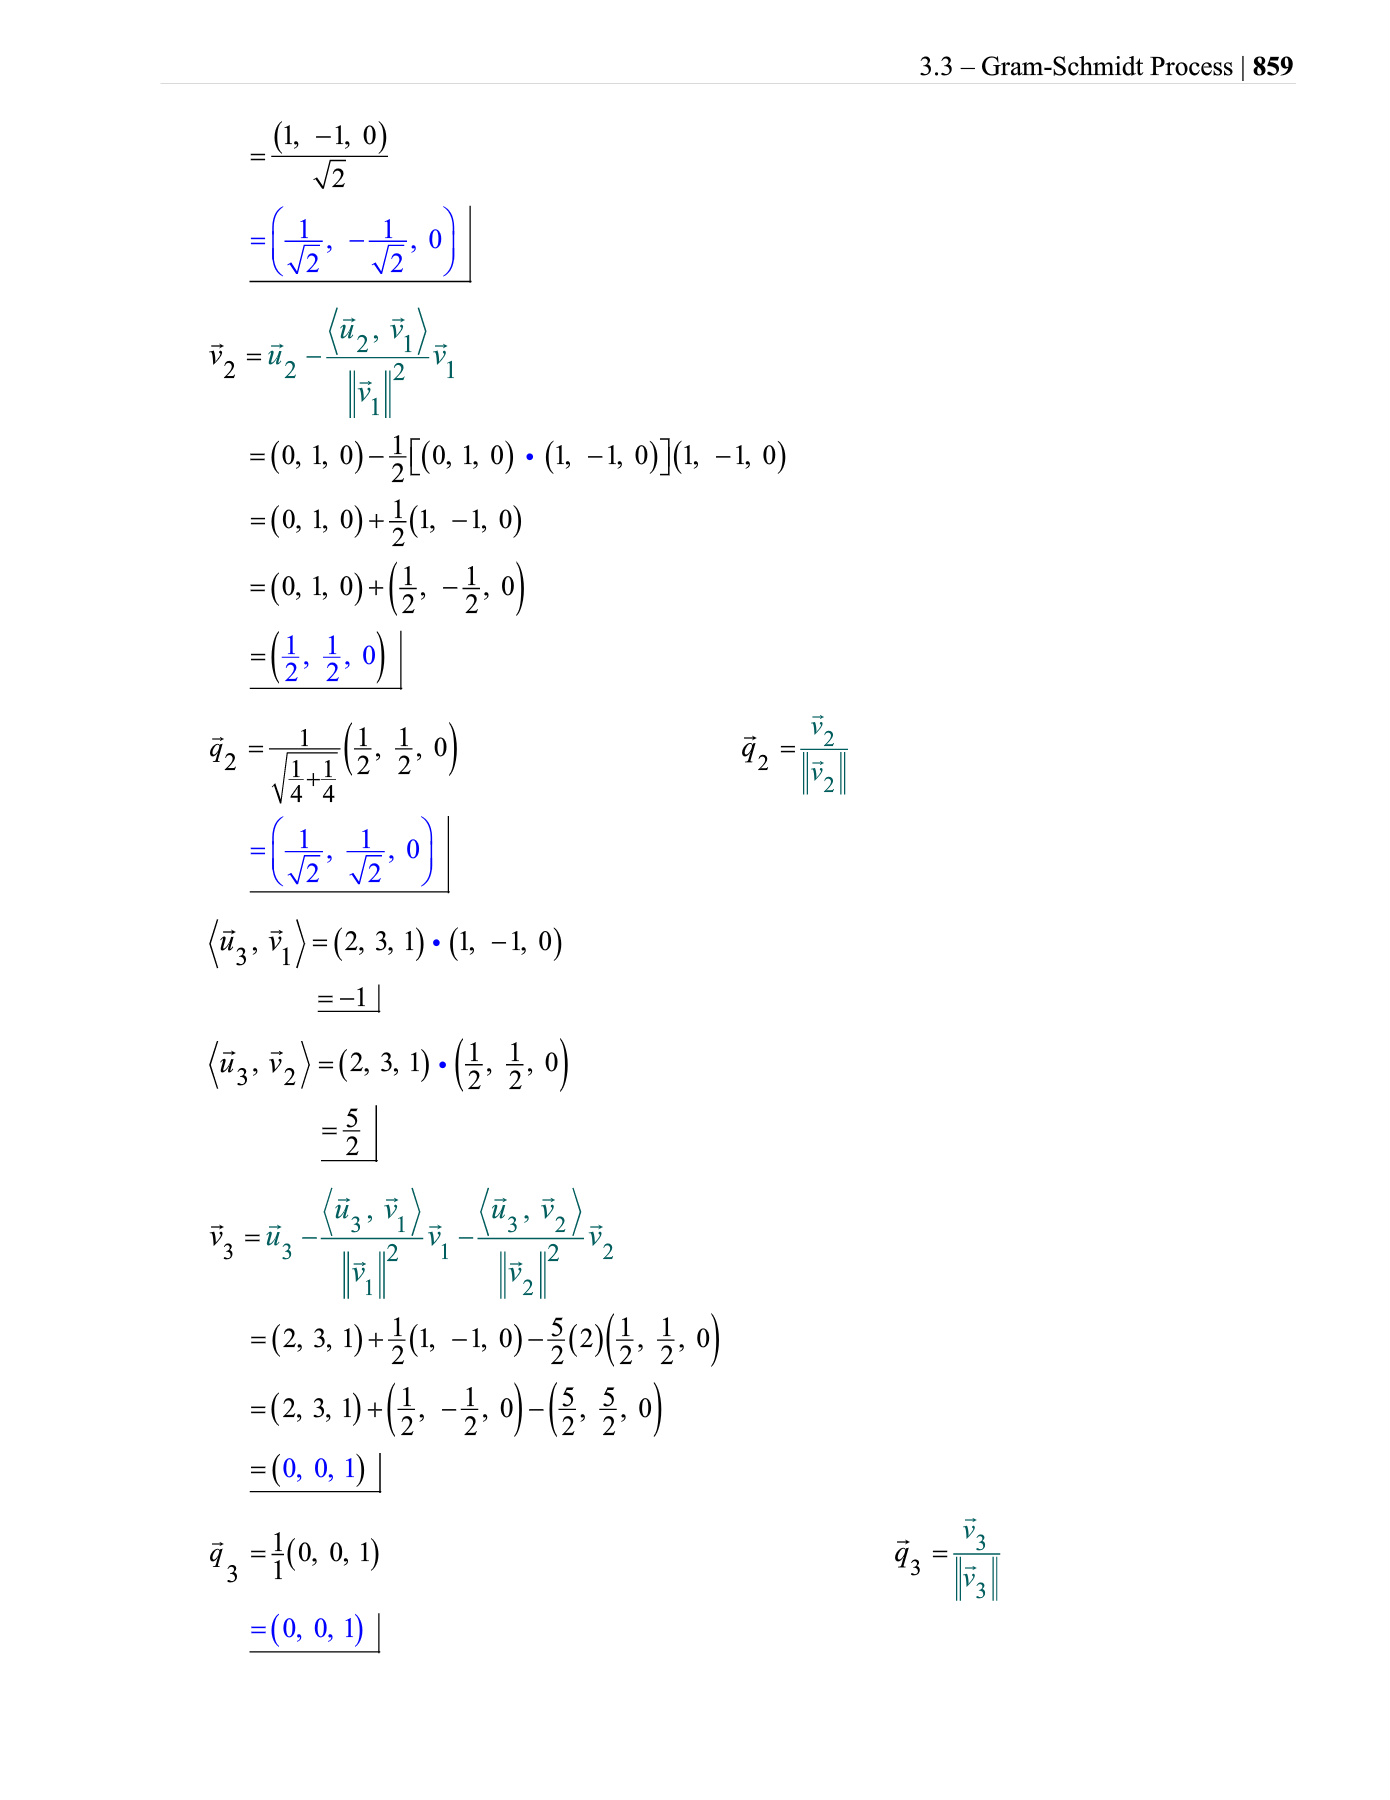 3.3 – Gram-Schmidt Process | 859
= (1, −1, 0) / √2
= (1/√2, −1/√2, 0)
v⃗₂ = u⃗₂ − (⟨u⃗₂, v⃗₁⟩ / ‖v⃗₁‖²) v⃗₁
= (0, 1, 0) − 1/2 [(0, 1, 0) • (1, −1, 0)](1, −1, 0)
= (0, 1, 0) + 1/2 (1, −1, 0)
= (0, 1, 0) + (1/2, −1/2, 0)
= (1/2, 1/2, 0)
q⃗₂ = 1/√(1/4 + 1/4) (1/2, 1/2, 0) q⃗₂ = v⃗₂ / ‖v⃗₂‖
= (1/√2, 1/√2, 0)
⟨u⃗₃, v⃗₁⟩ = (2, 3, 1) • (1, −1, 0)
= −1
⟨u⃗₃, v⃗₂⟩ = (2, 3, 1) • (1/2, 1/2, 0)
= 5/2
v⃗₃ = u⃗₃ − (⟨u⃗₃, v⃗₁⟩ / ‖v⃗₁‖²) v⃗₁ − (⟨u⃗₃, v⃗₂⟩ / ‖v⃗₂‖²) v⃗₂
= (2, 3, 1) + 1/2 (1, −1, 0) − 5/2 (2)(1/2, 1/2, 0)
= (2, 3, 1) + (1/2, −1/2, 0) − (5/2, 5/2, 0)
= (0, 0, 1)
q⃗₃ = 1/1 (0, 0, 1) q⃗₃ = v⃗₃ / ‖v⃗₃‖
= (0, 0, 1)